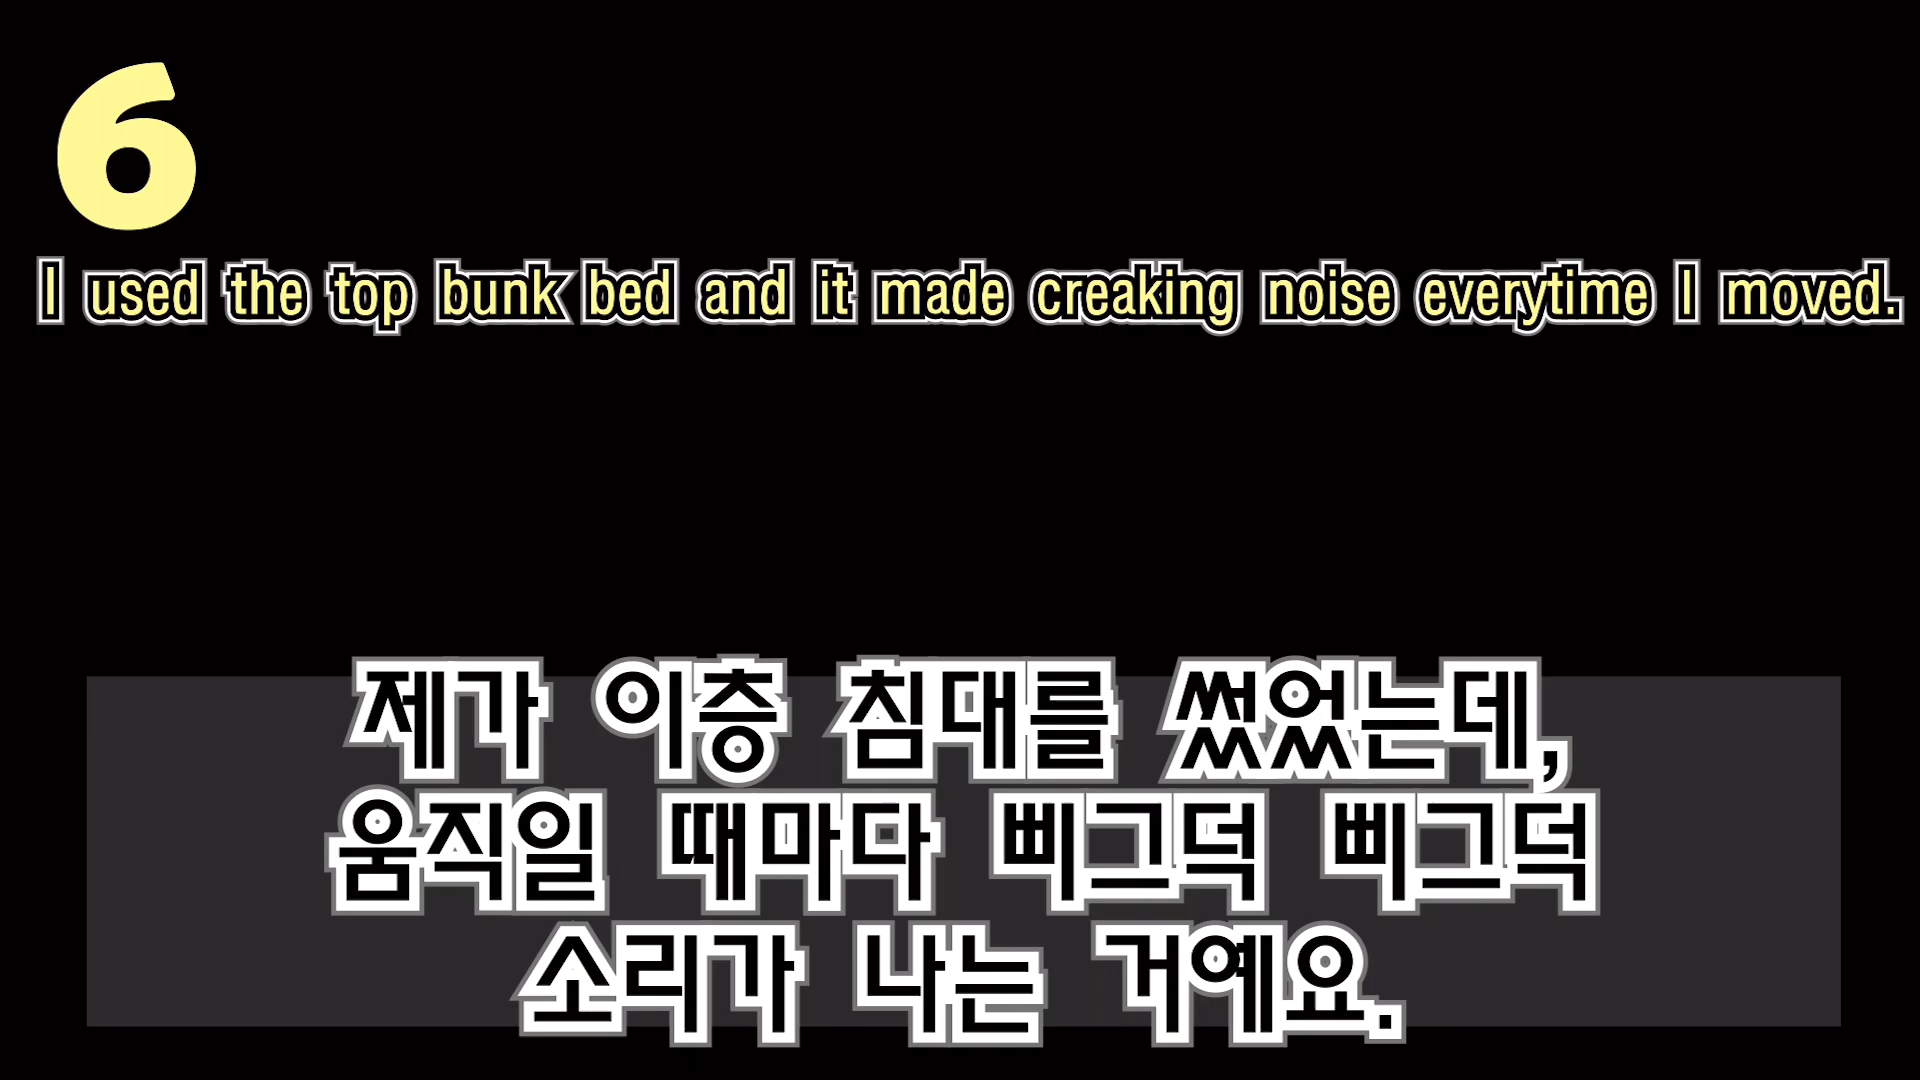 6
I used the top bunk bed and it made creaking noise everytime I moved.
제가 이층 침대를 썼었는데,
움직일 때마다 삐그덕 삐그덕
소리가 나는 거예요.